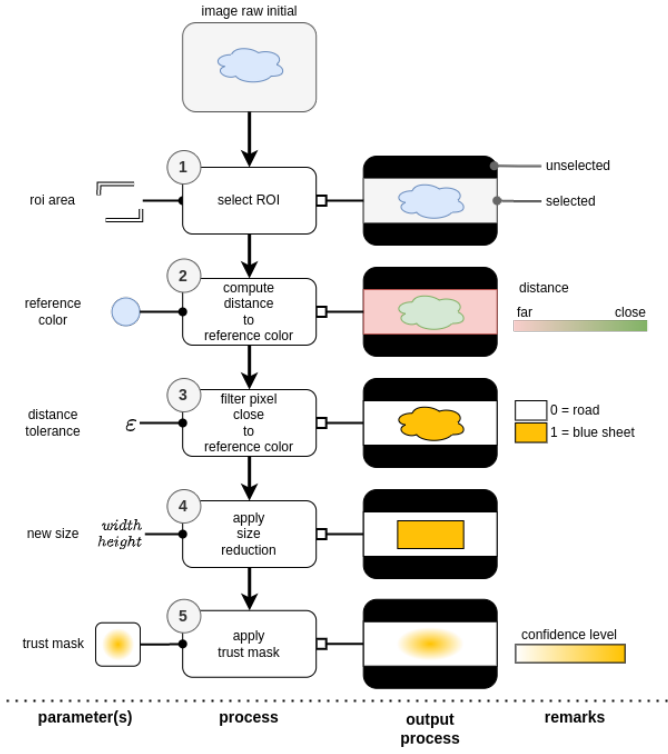 image raw initial
1
select ROI
roi area
unselected
selected
2
compute
distance
to
reference color
reference
color
distance
far close
3
filter pixel
close
to
reference color
distance
tolerance
ε
0 = road
1 = blue sheet
4
apply
size
reduction
new size
width
height
5
apply
trust mask
trust mask
confidence level
parameter(s) process output
process remarks